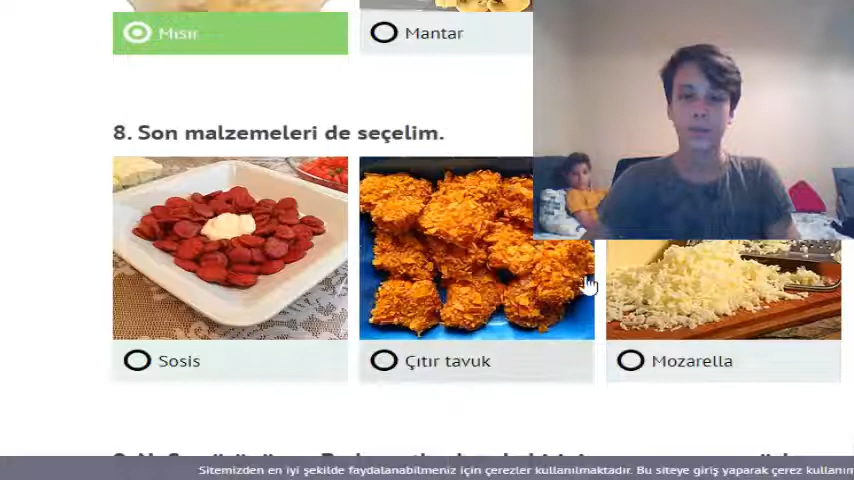 Mısır
Mantar
8. Son malzemeleri de seçelim.
Sosis
Çıtır tavuk
Mozarella
Sitemizden en iyi şekilde faydalanabilmeniz için çerezler kullanılmaktadır. Bu siteye giriş yaparak çerez kullanım